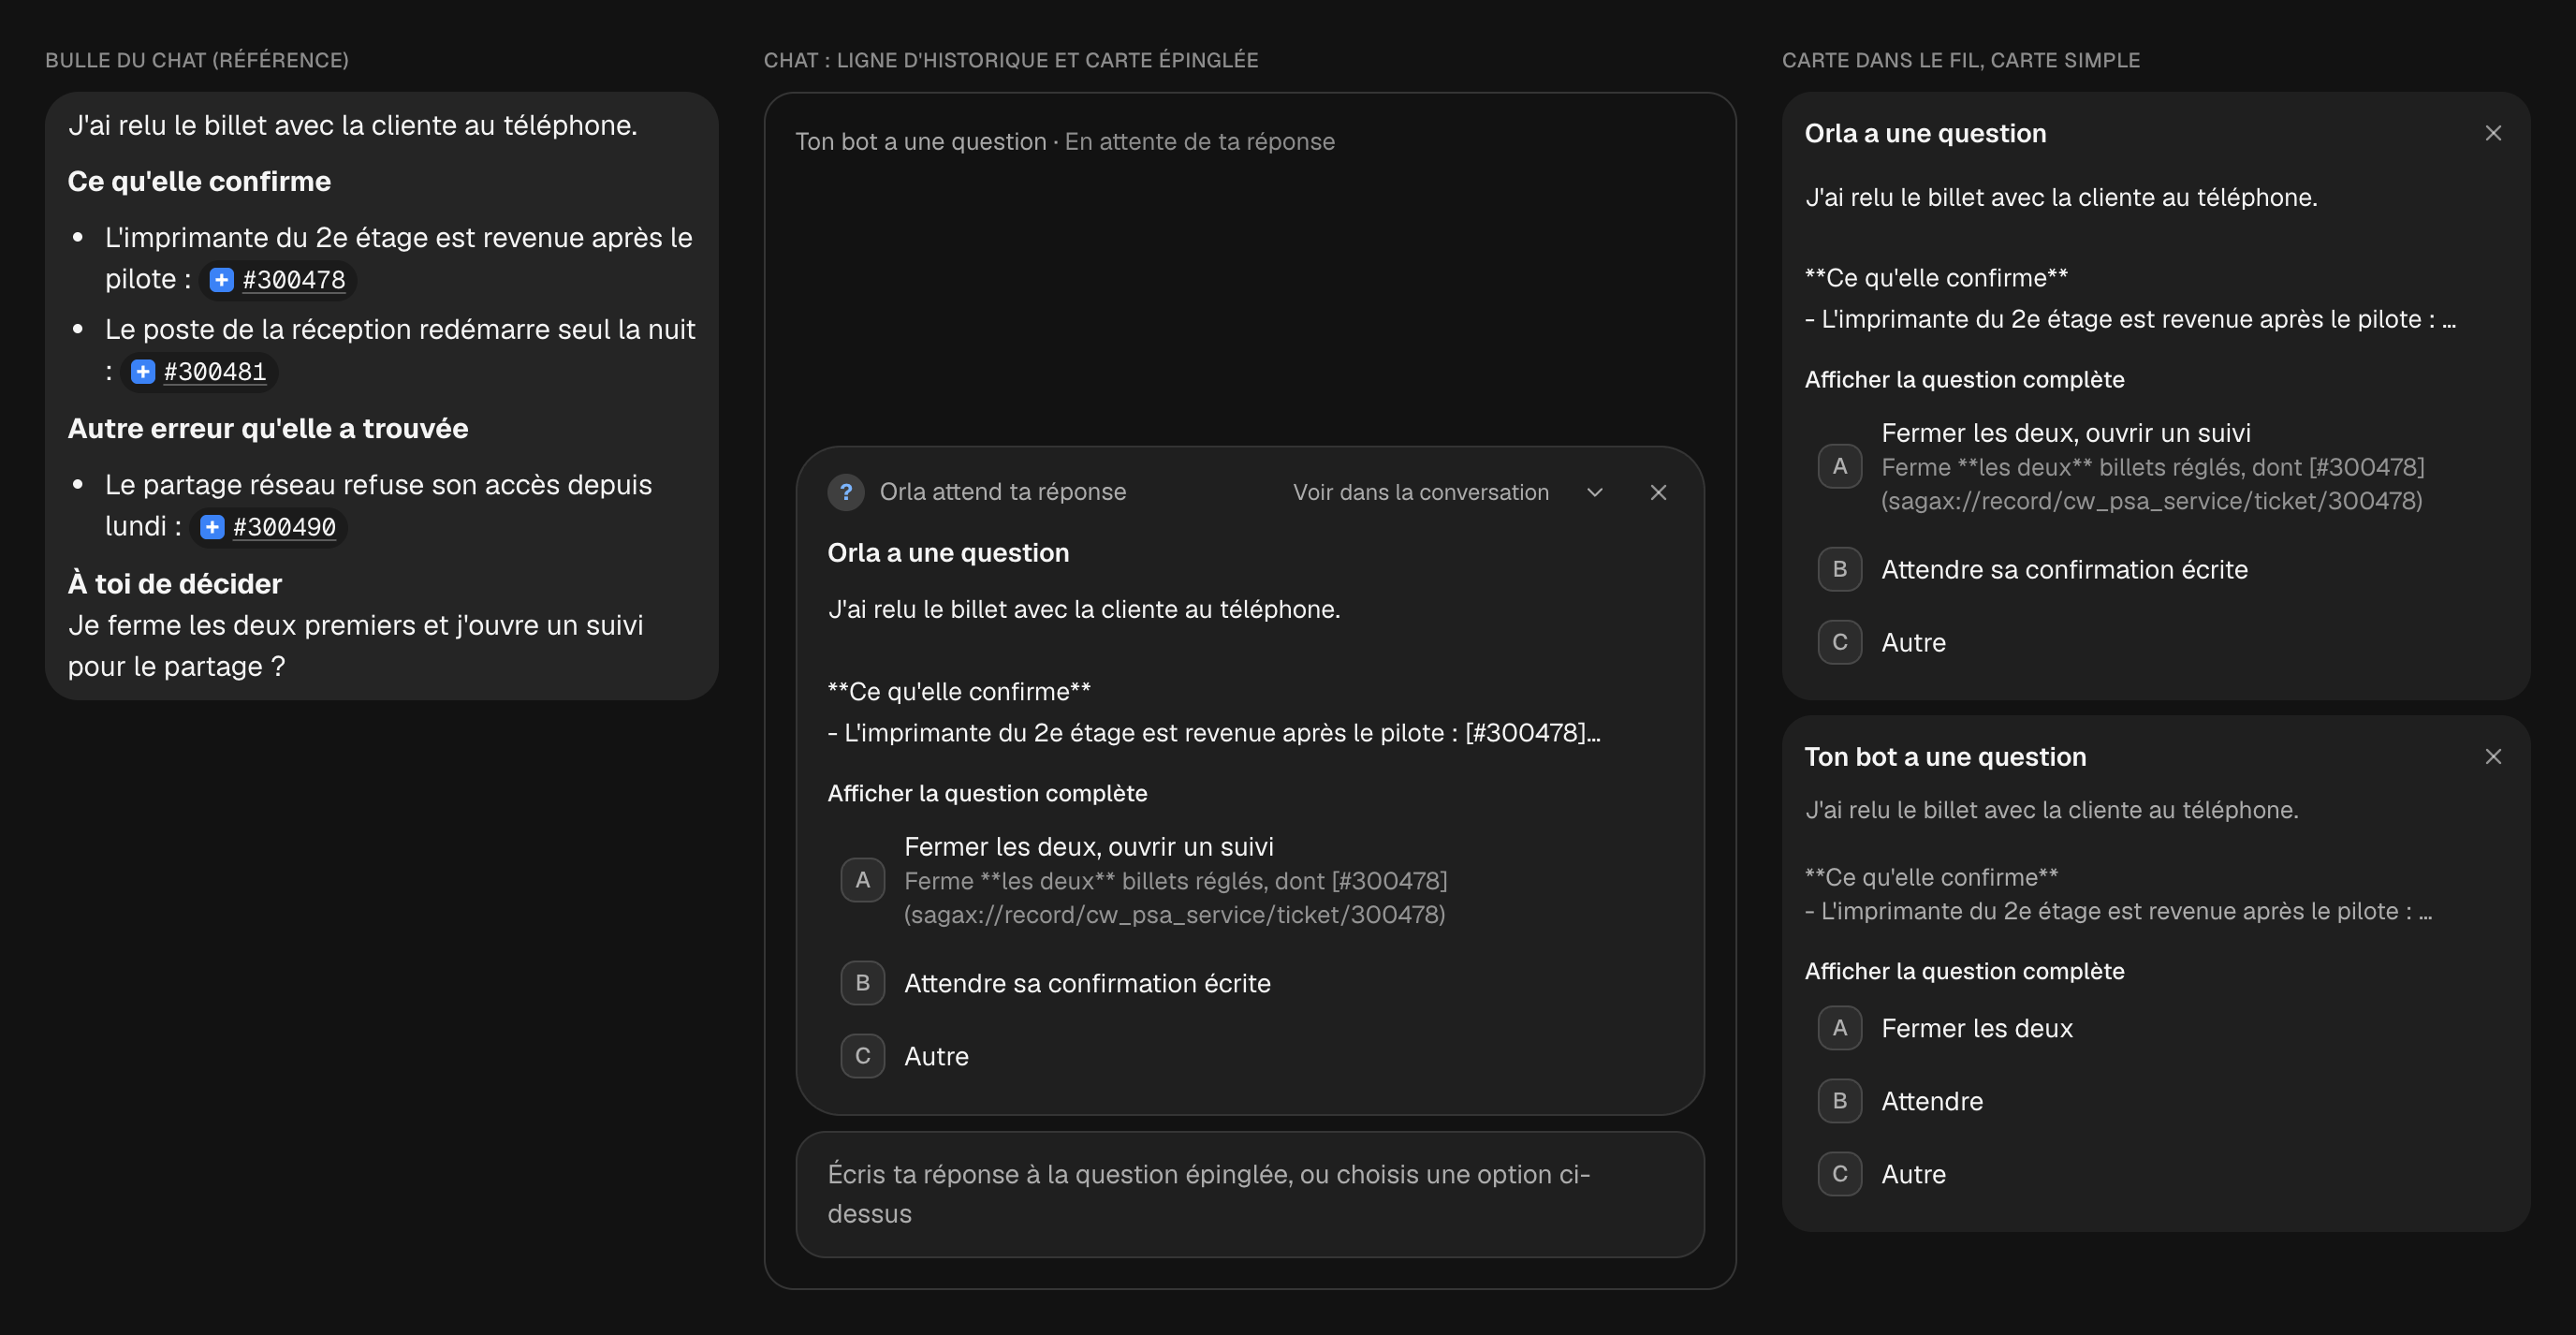 BULLE DU CHAT (RÉFÉRENCE)
J'ai relu le billet avec la cliente au téléphone.
Ce qu'elle confirme
• L'imprimante du 2e étage est revenue après le
pilote : #300478
• Le poste de la réception redémarre seul la nuit
: #300481
Autre erreur qu'elle a trouvée
• Le partage réseau refuse son accès depuis
lundi : #300490
À toi de décider
Je ferme les deux premiers et j'ouvre un suivi
pour le partage ?
CHAT : LIGNE D'HISTORIQUE ET CARTE ÉPINGLÉE
Ton bot a une question · En attente de ta réponse
? Orla attend ta réponse
Voir dans la conversation
Orla a une question
J'ai relu le billet avec la cliente au téléphone.
**Ce qu'elle confirme**
- L'imprimante du 2e étage est revenue après le pilote : [#300478]...
Afficher la question complète
A
Fermer les deux, ouvrir un suivi
Ferme **les deux** billets réglés, dont [#300478]
(sagax://record/cw_psa_service/ticket/300478)
B Attendre sa confirmation écrite
C Autre
Écris ta réponse à la question épinglée, ou choisis une option ci-
dessus
CARTE DANS LE FIL, CARTE SIMPLE
Orla a une question
J'ai relu le billet avec la cliente au téléphone.
**Ce qu'elle confirme**
- L'imprimante du 2e étage est revenue après le pilote : ...
Afficher la question complète
A
Fermer les deux, ouvrir un suivi
Ferme **les deux** billets réglés, dont [#300478]
(sagax://record/cw_psa_service/ticket/300478)
B Attendre sa confirmation écrite
C Autre
Ton bot a une question
J'ai relu le billet avec la cliente au téléphone.
**Ce qu'elle confirme**
- L'imprimante du 2e étage est revenue après le pilote : ...
Afficher la question complète
A Fermer les deux
B Attendre
C Autre